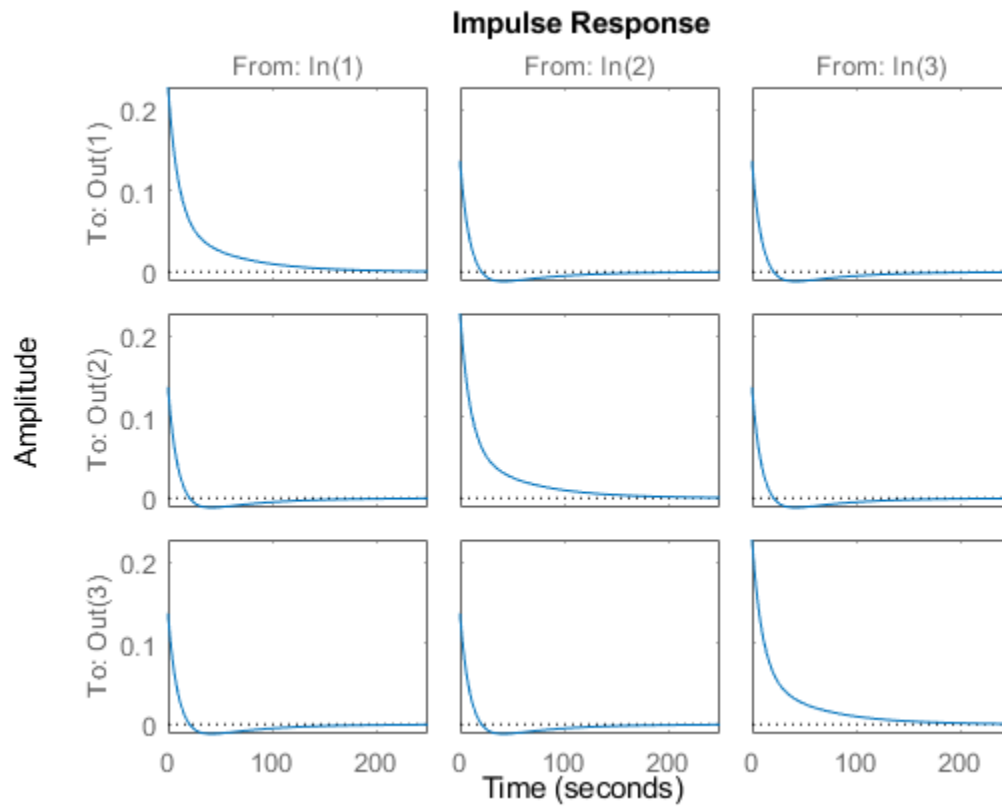 Impulse Response
From: In(1) From: In(2) From: In(3)
To: Out(1)
0.2
0.1
0
To: Out(2)
0.2
0.1
0
To: Out(3)
0.2
0.1
0
Amplitude
0 100 200 0 100 200 0 100 200
Time (seconds)